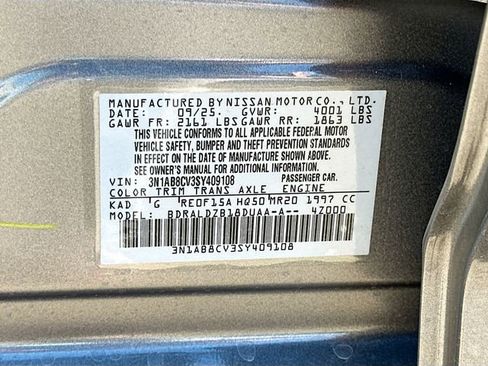 MANUFACTURED BY NISSAN MOTOR CO., LTD.
DATE: 09/25. GVWR: 4001 LBS
GAWR FR: 2161 LBS GAWR RR: 1863 LBS
THIS VEHICLE CONFORMS TO ALL APPLICABLE FEDERAL MOTOR
VEHICLE SAFETY, BUMPER AND THEFT PREVENTION STANDARDS
IN EFFECT ON THE DATE OF MANUFACTURE SHOWN ABOVE.
SEE OWNER'S MANUAL FOR ADDITIONAL INFORMATION.
VIN: 3N1AB8CV3SY409108 PASSENGER CAR.
COLOR TRIM TRANS AXLE ENGINE
KAD G RE0F15A HQ50 MR20 1997 CC
MODEL: BDRALDZB18DUAA-A-- 4Z000
3N1AB8CV3SY409108